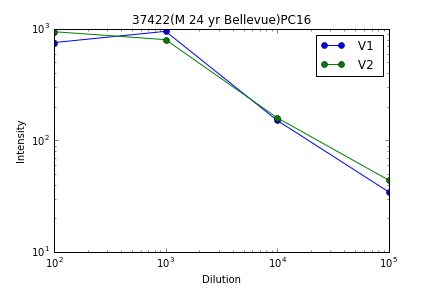 37422(M 24 yr Bellevue)PC16
10³
10²
10¹
Intensity
V1
V2
10² 10³ 10⁴ 10⁵
Dilution